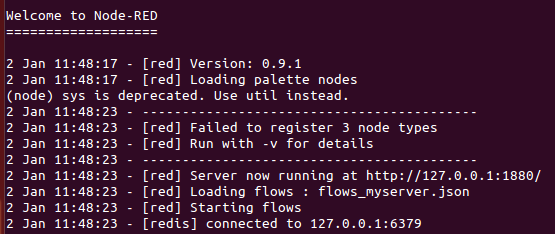 Welcome to Node-RED
===================
2 Jan 11:48:17 - [red] Version: 0.9.1
2 Jan 11:48:17 - [red] Loading palette nodes
(node) sys is deprecated. Use util instead.
2 Jan 11:48:23 - ------------------------------------------
2 Jan 11:48:23 - [red] Failed to register 3 node types
2 Jan 11:48:23 - [red] Run with -v for details
2 Jan 11:48:23 - ------------------------------------------
2 Jan 11:48:23 - [red] Server now running at http://127.0.0.1:1880/
2 Jan 11:48:23 - [red] Loading flows : flows_myserver.json
2 Jan 11:48:23 - [red] Starting flows
2 Jan 11:48:23 - [redis] connected to 127.0.0.1:6379